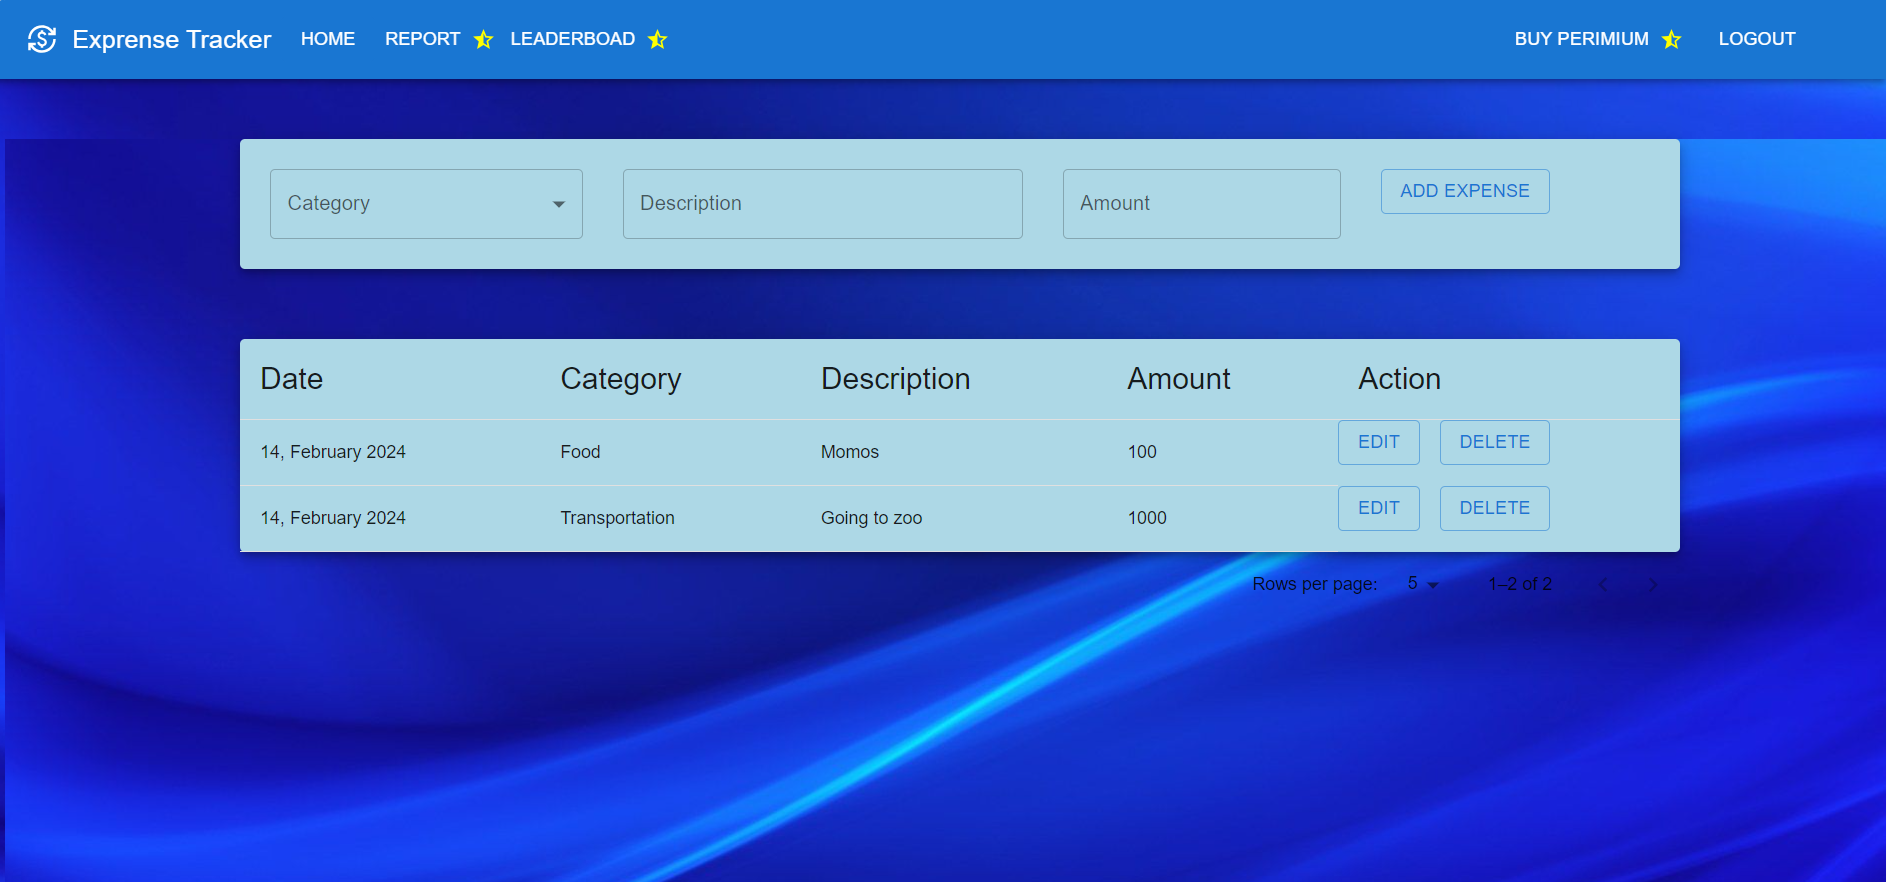 Exprense Tracker HOME REPORT LEADERBOAD BUY PERIMIUM LOGOUT
Category Description Amount ADD EXPENSE
Date Category Description Amount Action
14, February 2024 Food Momos 100 EDIT DELETE
14, February 2024 Transportation Going to zoo 1000 EDIT DELETE
Rows per page: 5 1–2 of 2